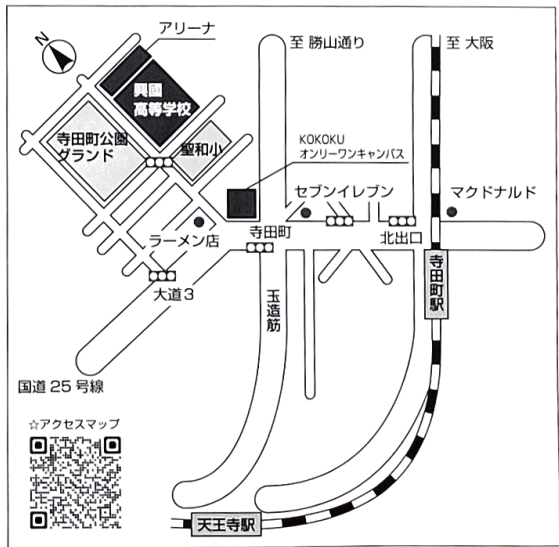 N
アリーナ
興國
高等学校
至 勝山通り
至 大阪
寺田町公園
グランド
聖和小
KOKOKU
オンリーワンキャンパス
セブンイレブン
マクドナルド
ラーメン店
寺田町
北出口
大道3
玉造筋
寺田町駅
国道25号線
☆アクセスマップ
天王寺駅